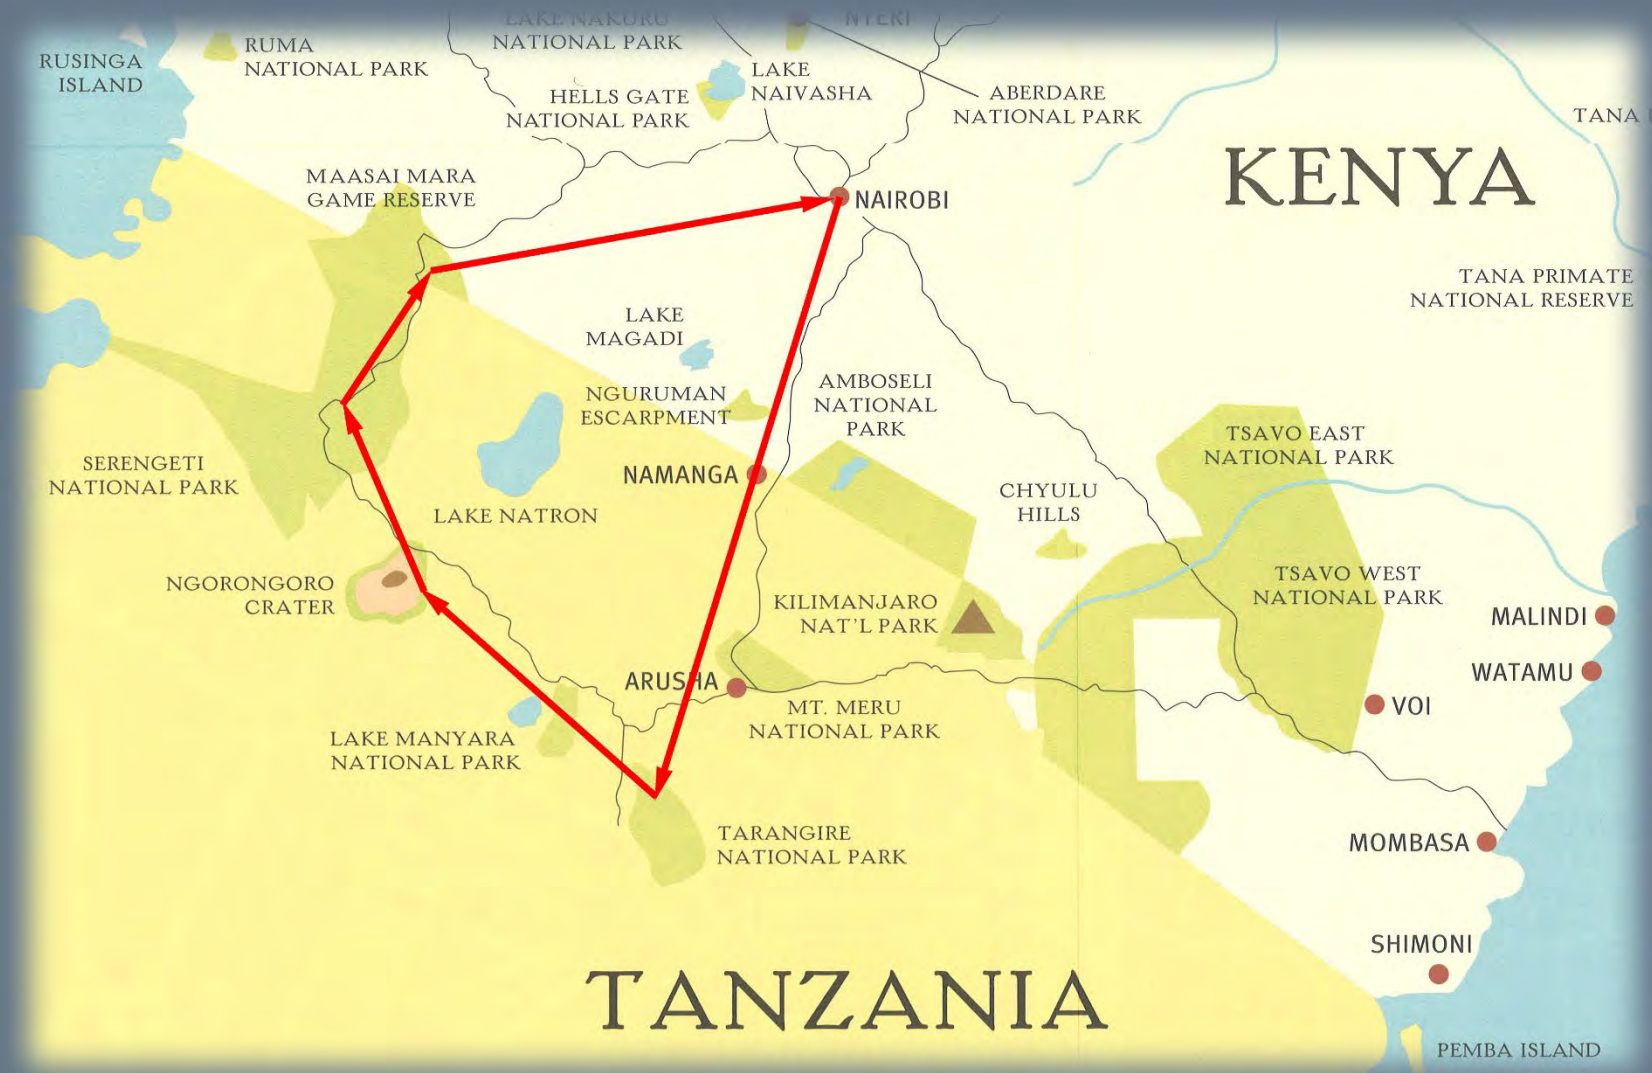 LAKE NAKURU
NATIONAL PARK
NYERI
RUMA
NATIONAL PARK
RUSINGA
ISLAND
LAKE
NAIVASHA
HELLS GATE
NATIONAL PARK
ABERDARE
NATIONAL PARK
TANA
KENYA
MAASAI MARA
GAME RESERVE
NAIROBI
TANA PRIMATE
NATIONAL RESERVE
LAKE
MAGADI
NGURUMAN
ESCARPMENT
AMBOSELI
NATIONAL
PARK
TSAVO EAST
NATIONAL PARK
SERENGETI
NATIONAL PARK
NAMANGA
CHYULU
HILLS
LAKE NATRON
NGORONGORO
CRATER
TSAVO WEST
NATIONAL PARK
KILIMANJARO
NAT'L PARK
MALINDI
WATAMU
ARUSHA
VOI
MT. MERU
NATIONAL PARK
LAKE MANYARA
NATIONAL PARK
TARANGIRE
NATIONAL PARK
MOMBASA
SHIMONI
TANZANIA
PEMBA ISLAND